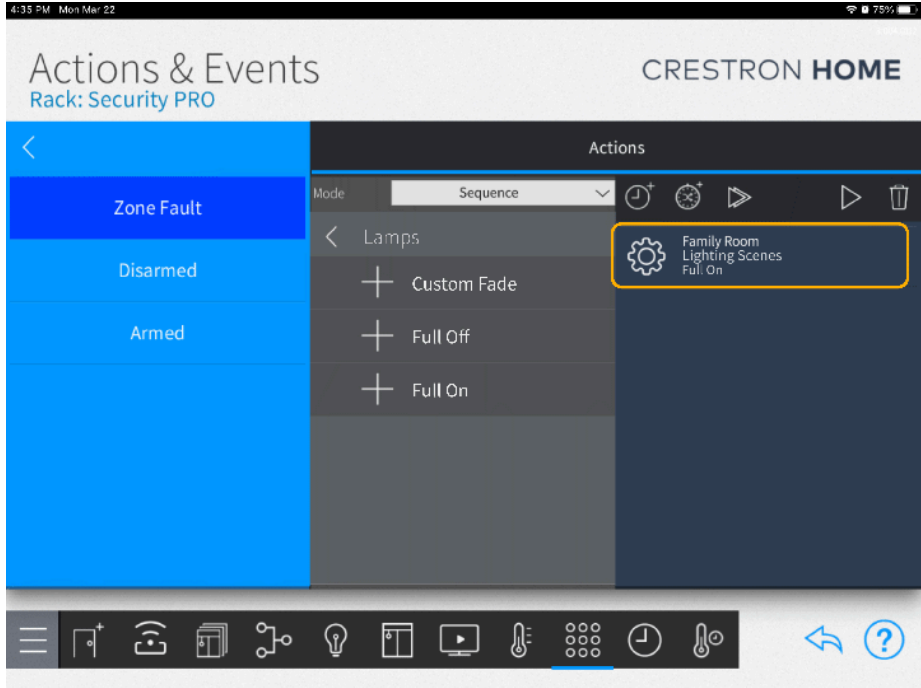 4:35 PM Mon Mar 22
75%
Actions & Events
CRESTRON HOME
Rack: Security PRO
Actions
Zone Fault
Disarmed
Armed
Mode
Sequence
Lamps
Custom Fade
Full Off
Full On
Family Room
Lighting Scenes
Full On
?